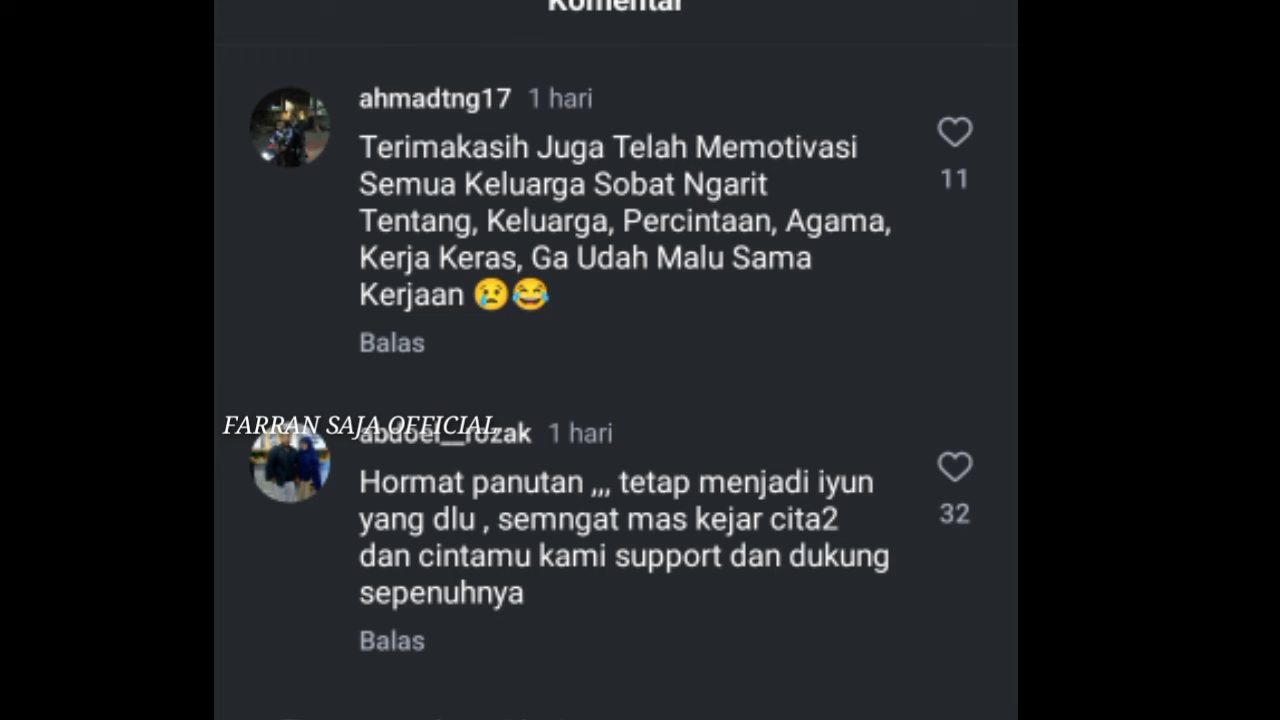 Komentar
ahmadtng17 1 hari
Terimakasih Juga Telah Memotivasi
Semua Keluarga Sobat Ngarit
Tentang, Keluarga, Percintaan, Agama,
Kerja Keras, Ga Udah Malu Sama
Kerjaan 😢😂
11
Balas
FARRAN SAJA OFFICIAL
abdoel__rozak 1 hari
Hormat panutan ,,, tetap menjadi iyun
yang dlu , semngat mas kejar cita2
dan cintamu kami support dan dukung
sepenuhnya
32
Balas